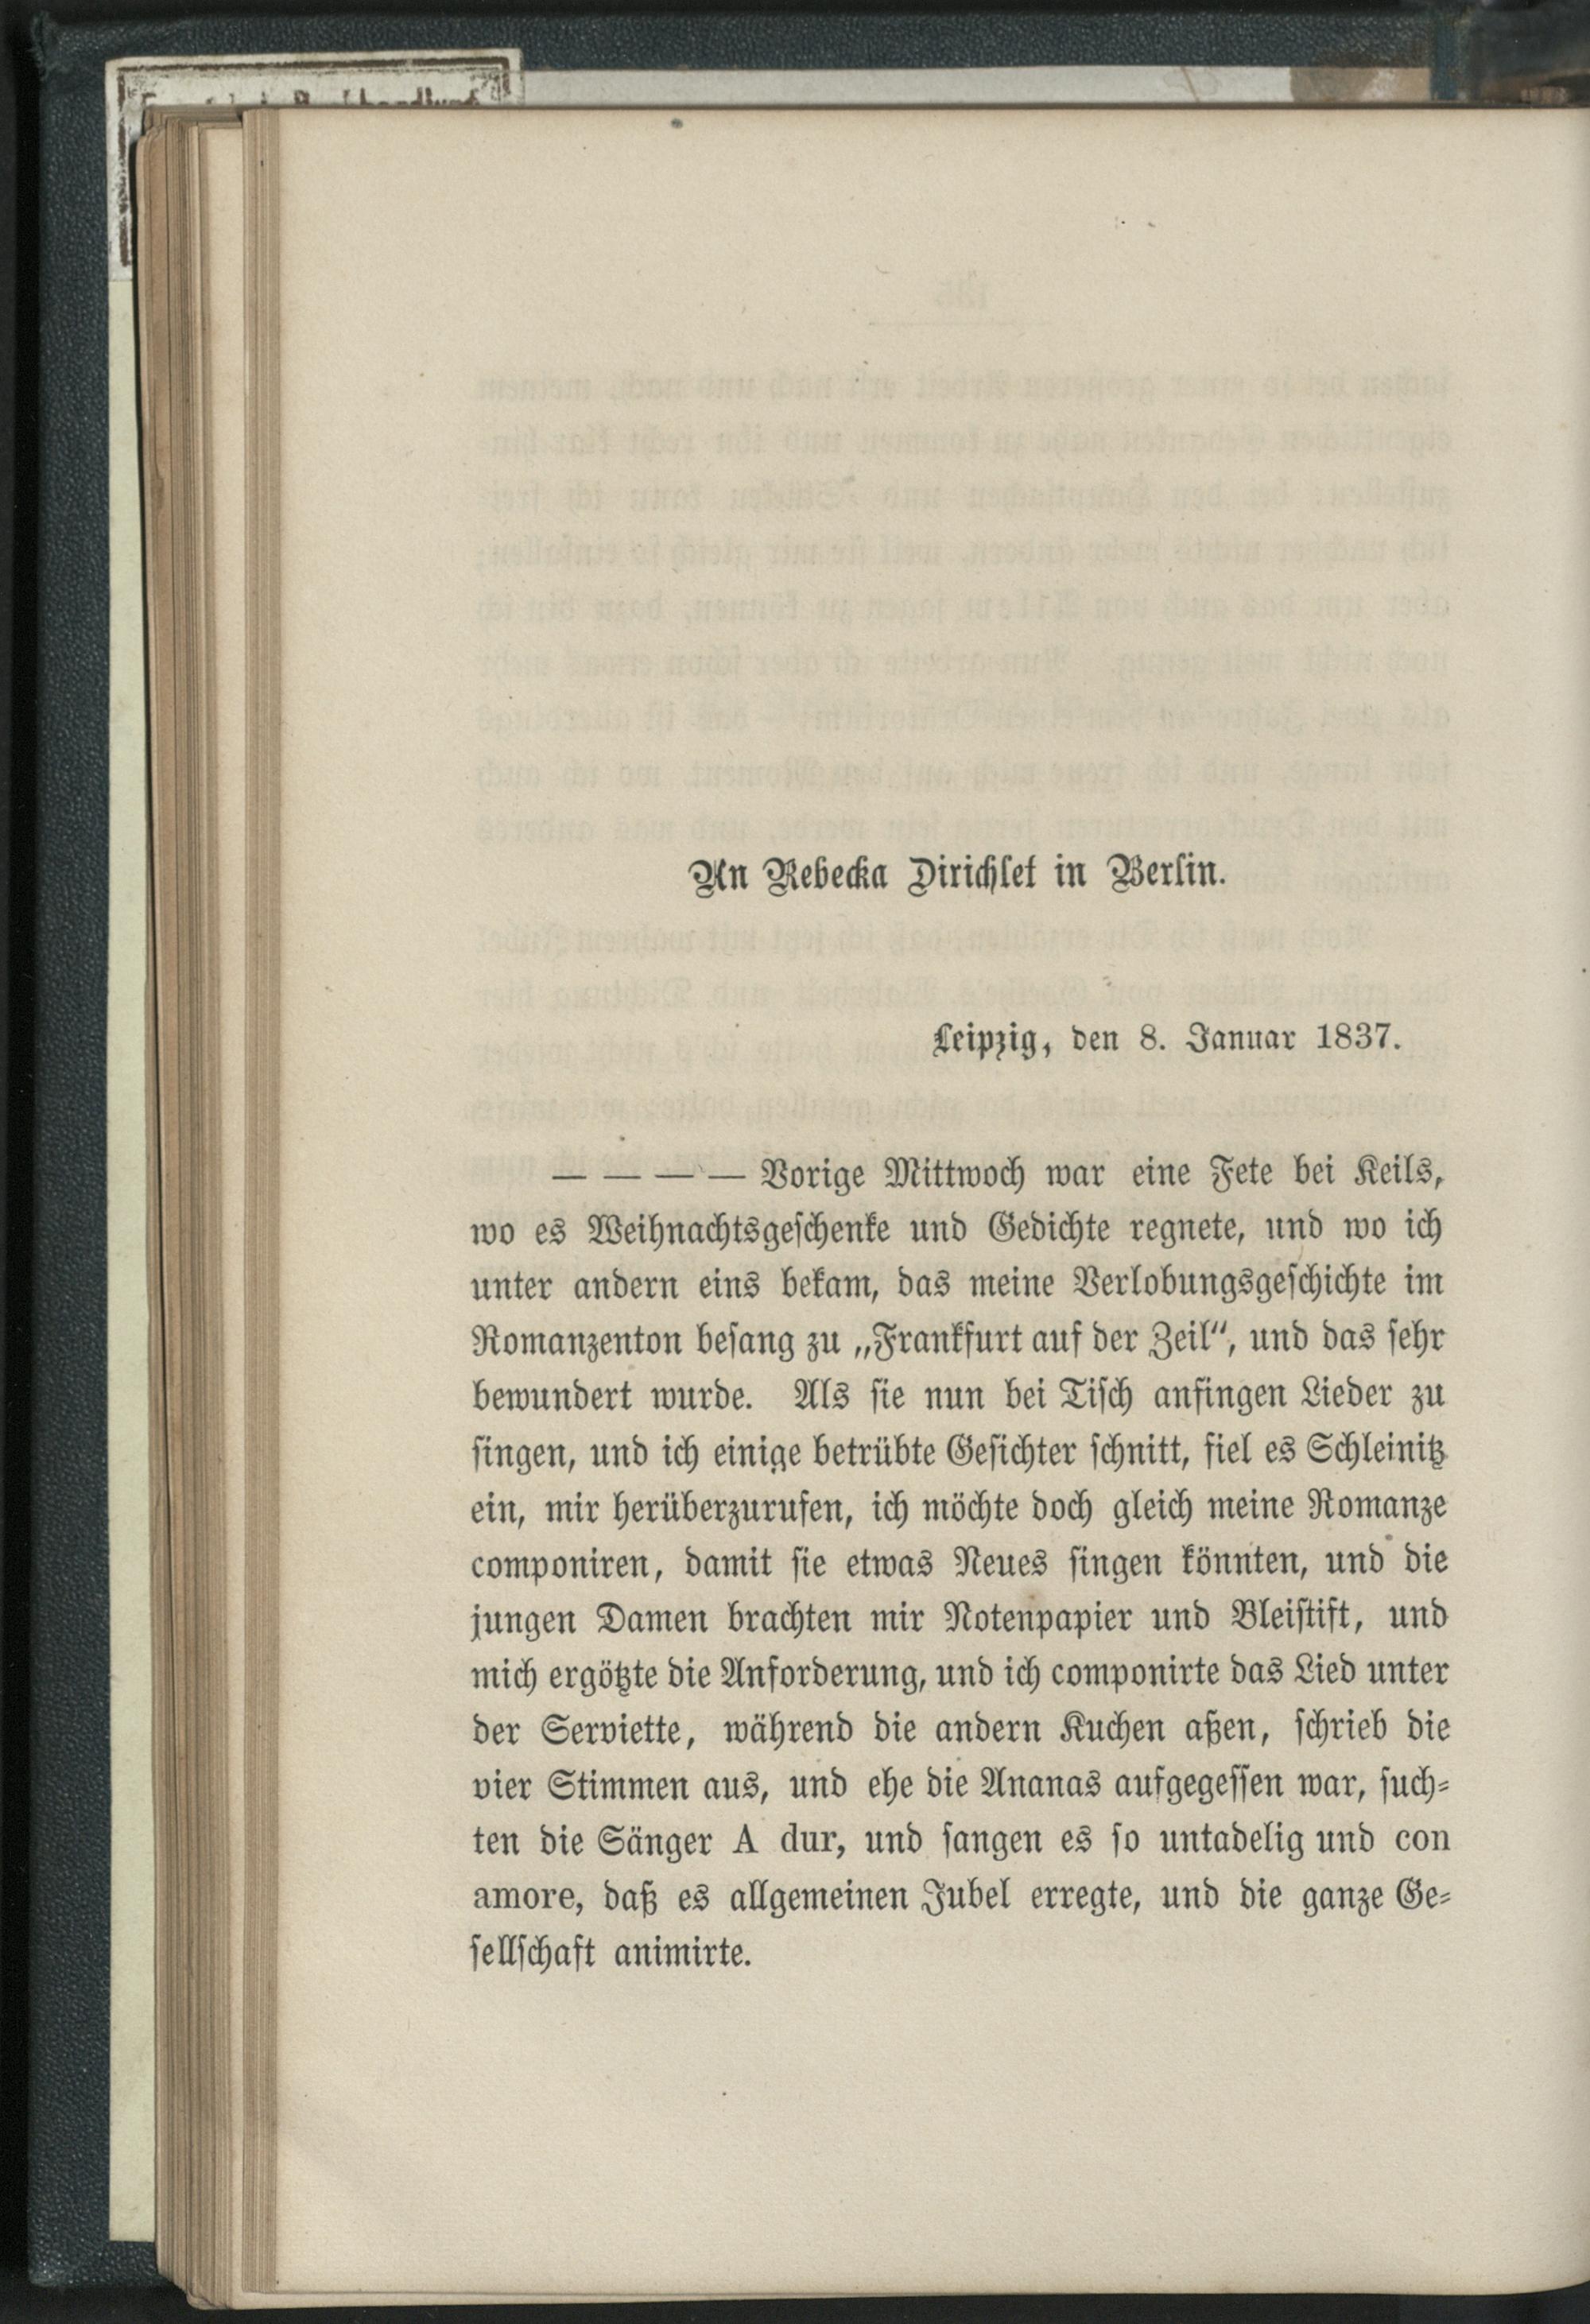 An Rebecka Dirichlet in Berlin.
Leipzig, den 8. Januar 1837.
— — — — Vorige Mittwoch war eine Fete bei Keils,
wo es Weihnachtsgeſchenke und Gedichte regnete, und wo ich
unter andern eins bekam, das meine Verlobungsgeſchichte im
Romanzenton beſang zu „Frankfurt auf der Zeil“, und das ſehr
bewundert wurde. Als ſie nun bei Tiſch anfingen Lieder zu
ſingen, und ich einige betrübte Geſichter ſchnitt, fiel es Schleinitz
ein, mir herüberzurufen, ich möchte doch gleich meine Romanze
componiren, damit ſie etwas Neues ſingen könnten, und die
jungen Damen brachten mir Notenpapier und Bleiſtift, und
mich ergötzte die Anforderung, und ich componirte das Lied unter
der Serviette, während die andern Kuchen aßen, ſchrieb die
vier Stimmen aus, und ehe die Ananas aufgegeſſen war, ſuch⸗
ten die Sänger A dur, und ſangen es ſo untadelig und con
amore, daß es allgemeinen Jubel erregte, und die ganze Ge⸗
ſellſchaft animirte.